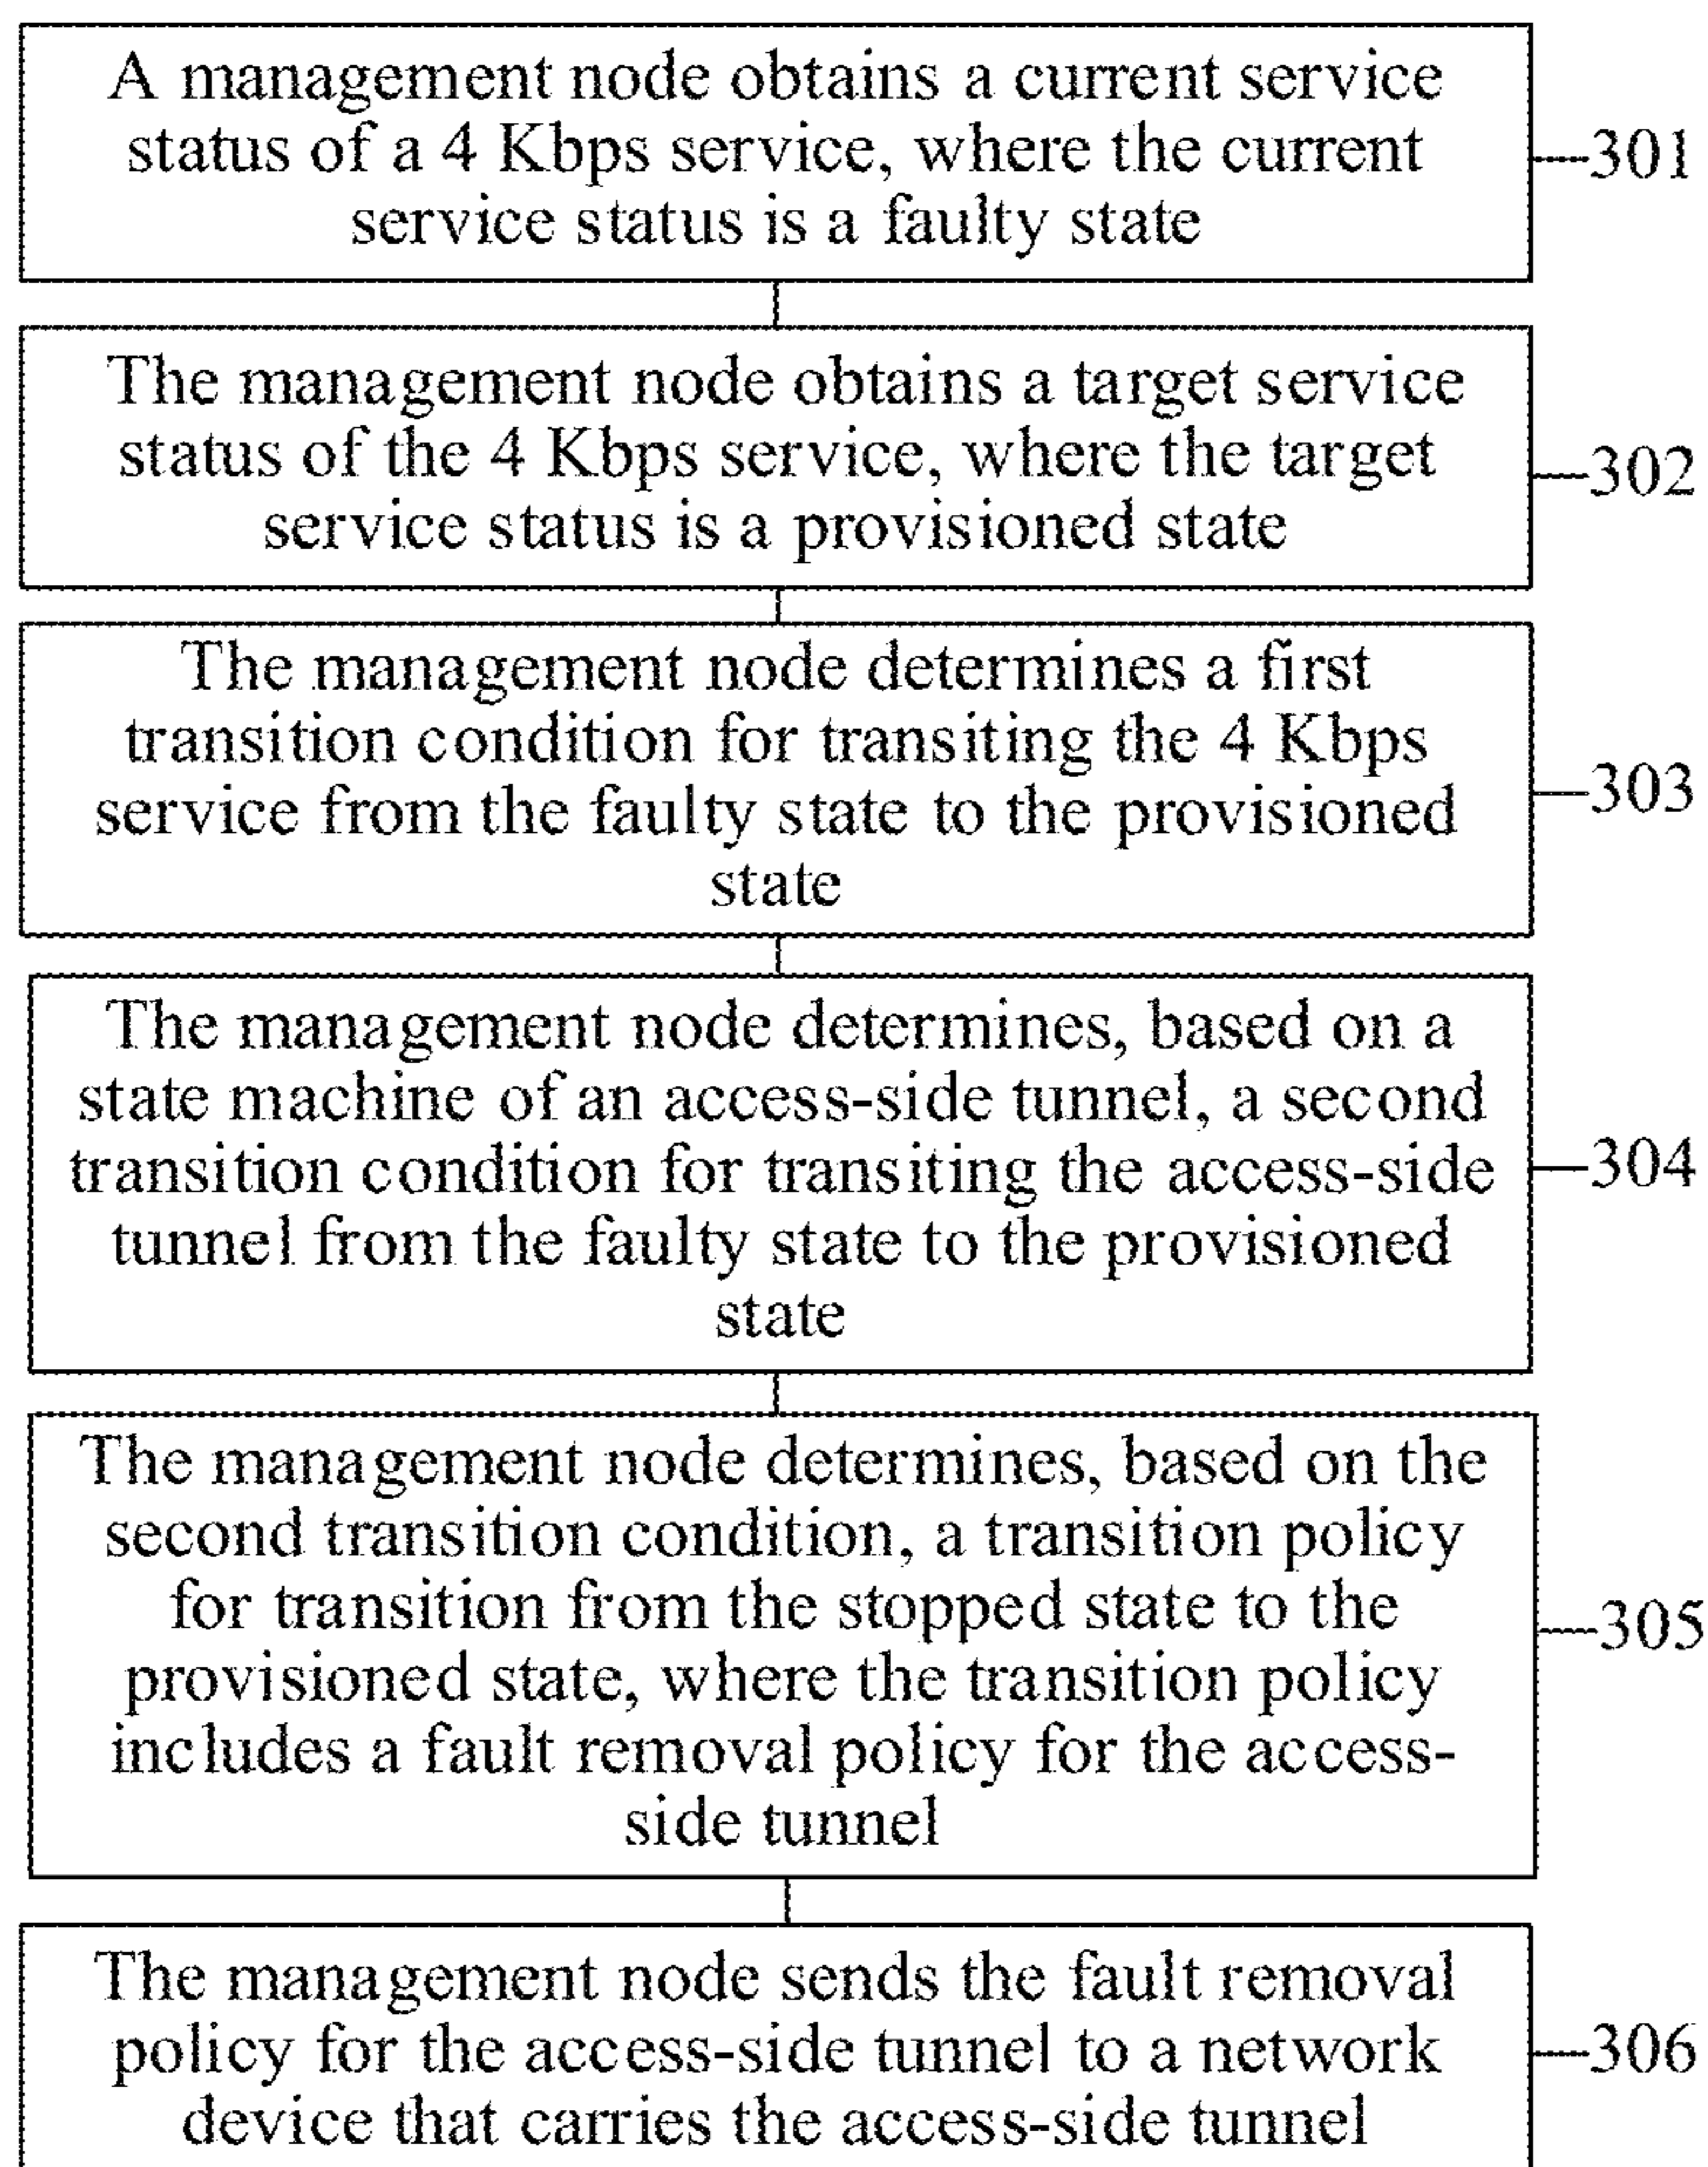 A management node obtains a current service
status of a 4 Kbps service, where the current
service status is a faulty state
301
The management node obtains a target service
status of the 4 Kbps service, where the target
service status is a provisioned state
302
The management node determines a first
transition condition for transiting the 4 Kbps
service from the faulty state to the provisioned
state
303
The management node determines, based on a
state machine of an access-side tunnel, a second
transition condition for transiting the access-side
tunnel from the faulty state to the provisioned
state
304
The management node determines, based on the
second transition condition, a transition policy
for transition from the stopped state to the
provisioned state, where the transition policy
includes a fault removal policy for the access-
side tunnel
305
The management node sends the fault removal
policy for the access-side tunnel to a network
device that carries the access-side tunnel
306